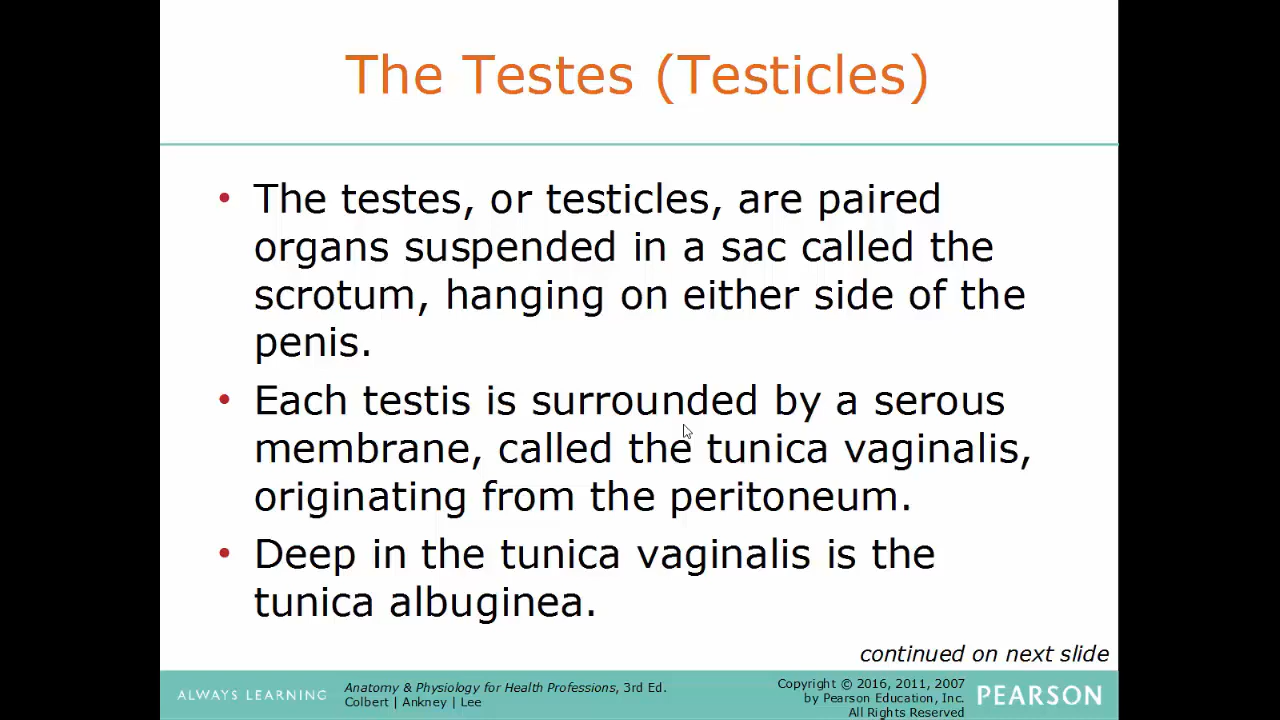 The Testes (Testicles)
• The testes, or testicles, are paired
organs suspended in a sac called the
scrotum, hanging on either side of the
penis.
• Each testis is surrounded by a serous
membrane, called the tunica vaginalis,
originating from the peritoneum.
• Deep in the tunica vaginalis is the
tunica albuginea.
continued on next slide
ALWAYS LEARNING
Anatomy & Physiology for Health Professions, 3rd Ed.
Colbert | Ankney | Lee
Copyright © 2016, 2011, 2007
by Pearson Education, Inc.
All Rights Reserved
PEARSON